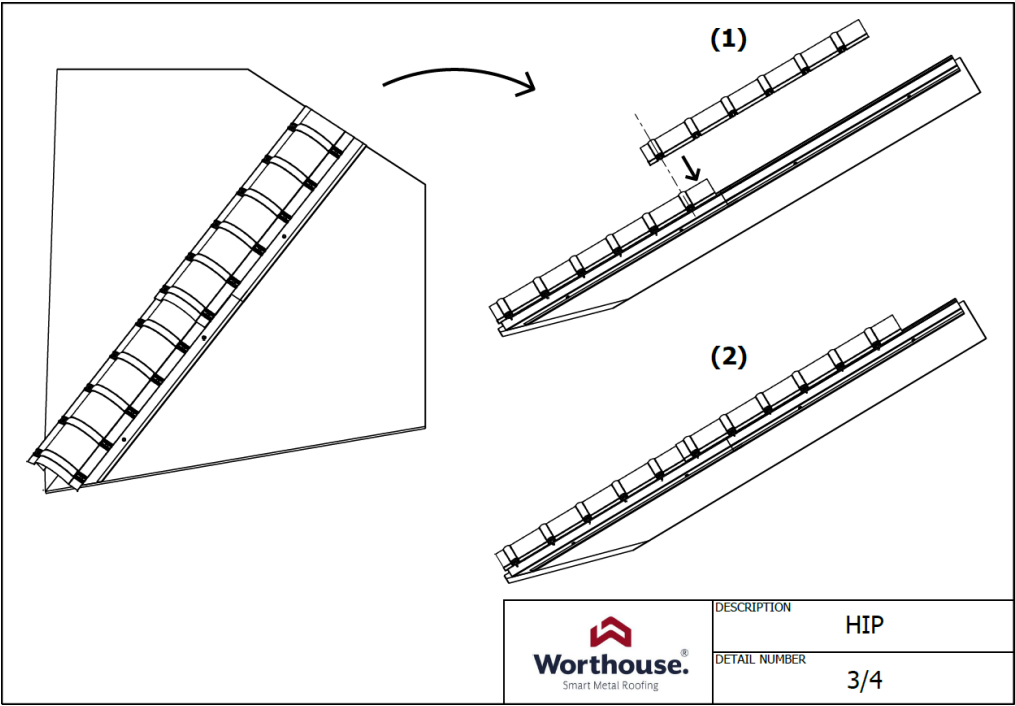 (1)
(2)
DESCRIPTION
HIP
Worthouse.®
Smart Metal Roofing
DETAIL NUMBER
3/4